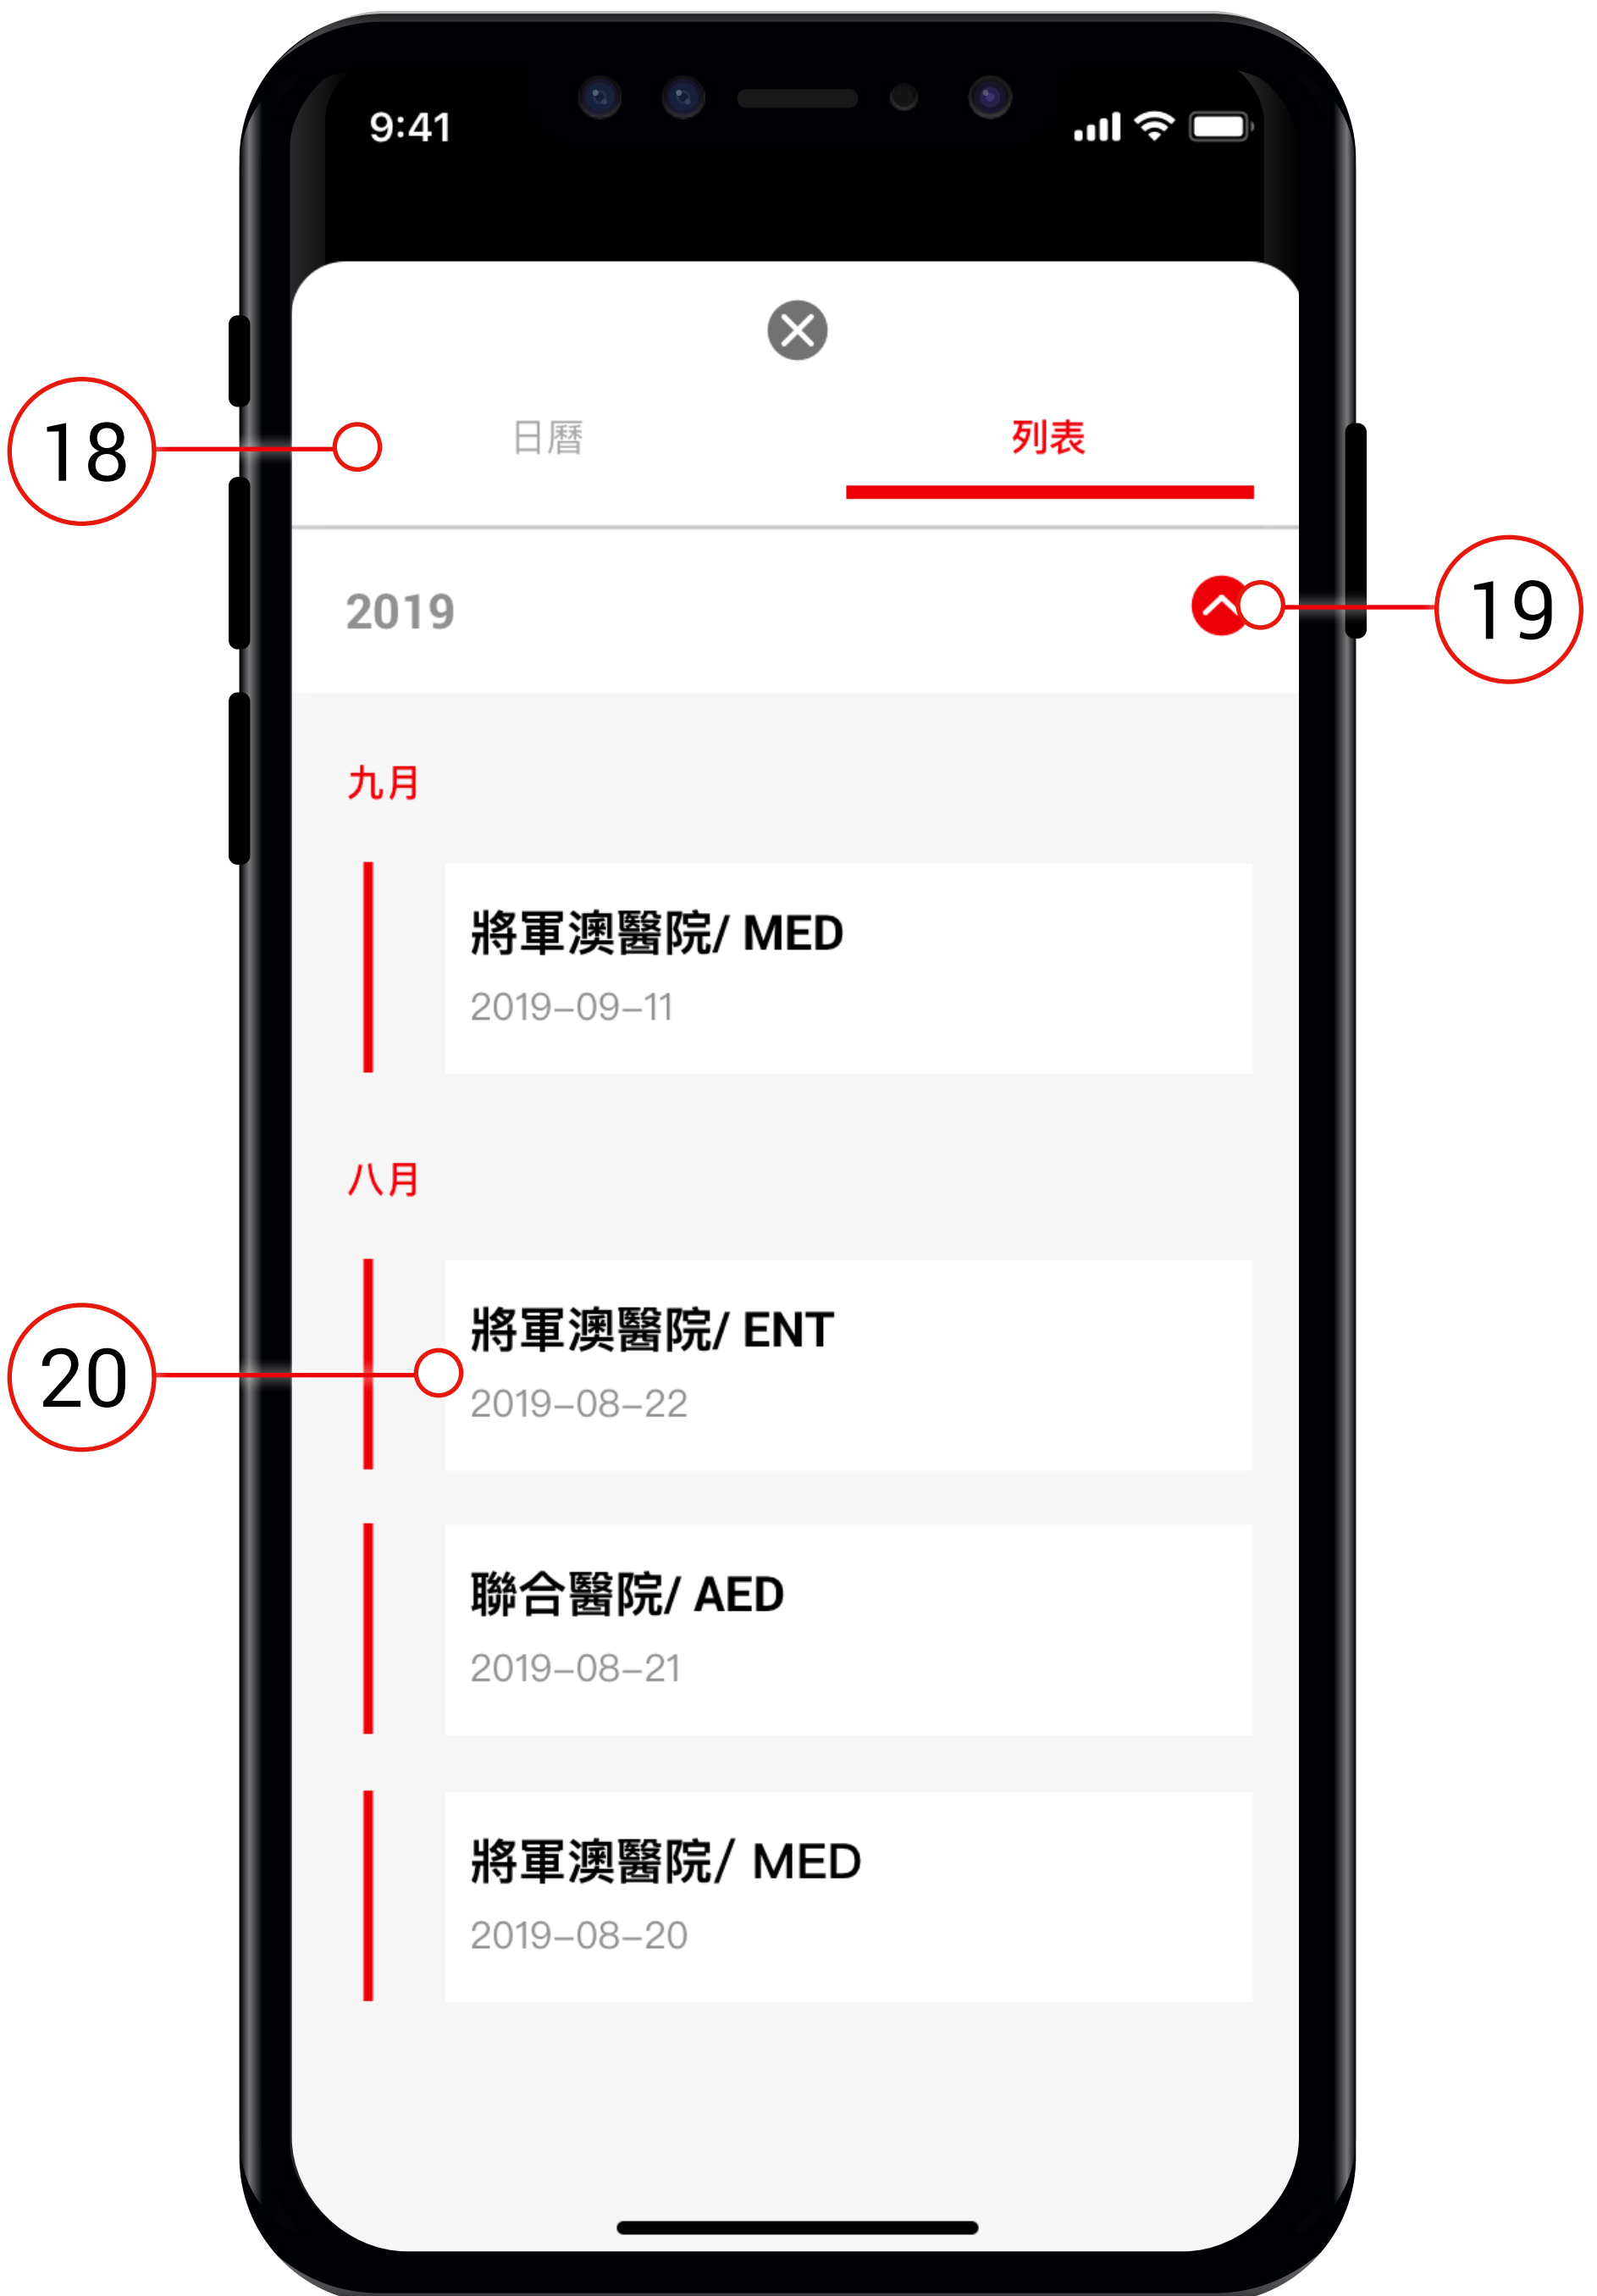 9:41
18
日曆
列表
2019
19
九月
將軍澳醫院/ MED
2019-09-11
八月
將軍澳醫院/ ENT
20
2019-08-22
聯合醫院/ AED
2019-08-21
將軍澳醫院/ MED
2019-08-20